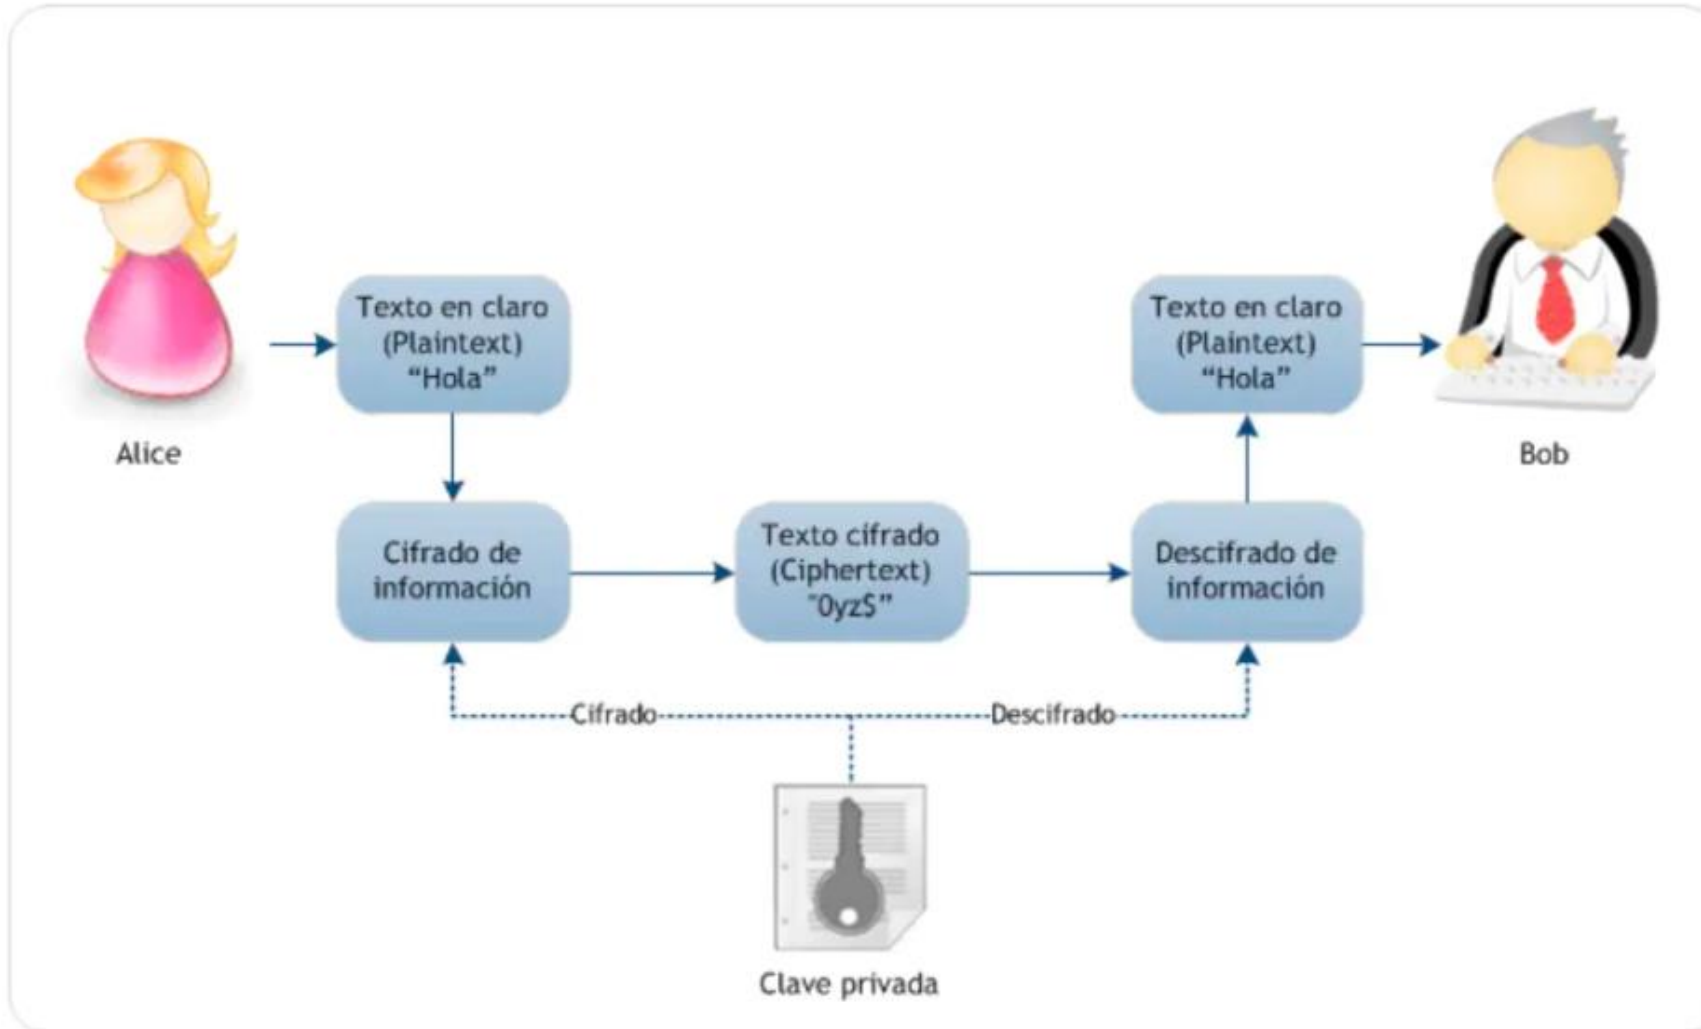 Texto en claro
(Plaintext)
“Hola”
Texto en claro
(Plaintext)
“Hola”
Alice
Bob
Cifrado de
información
Texto cifrado
(Ciphertext)
"0yz$”
Descifrado de
información
Cifrado
Descifrado
Clave privada